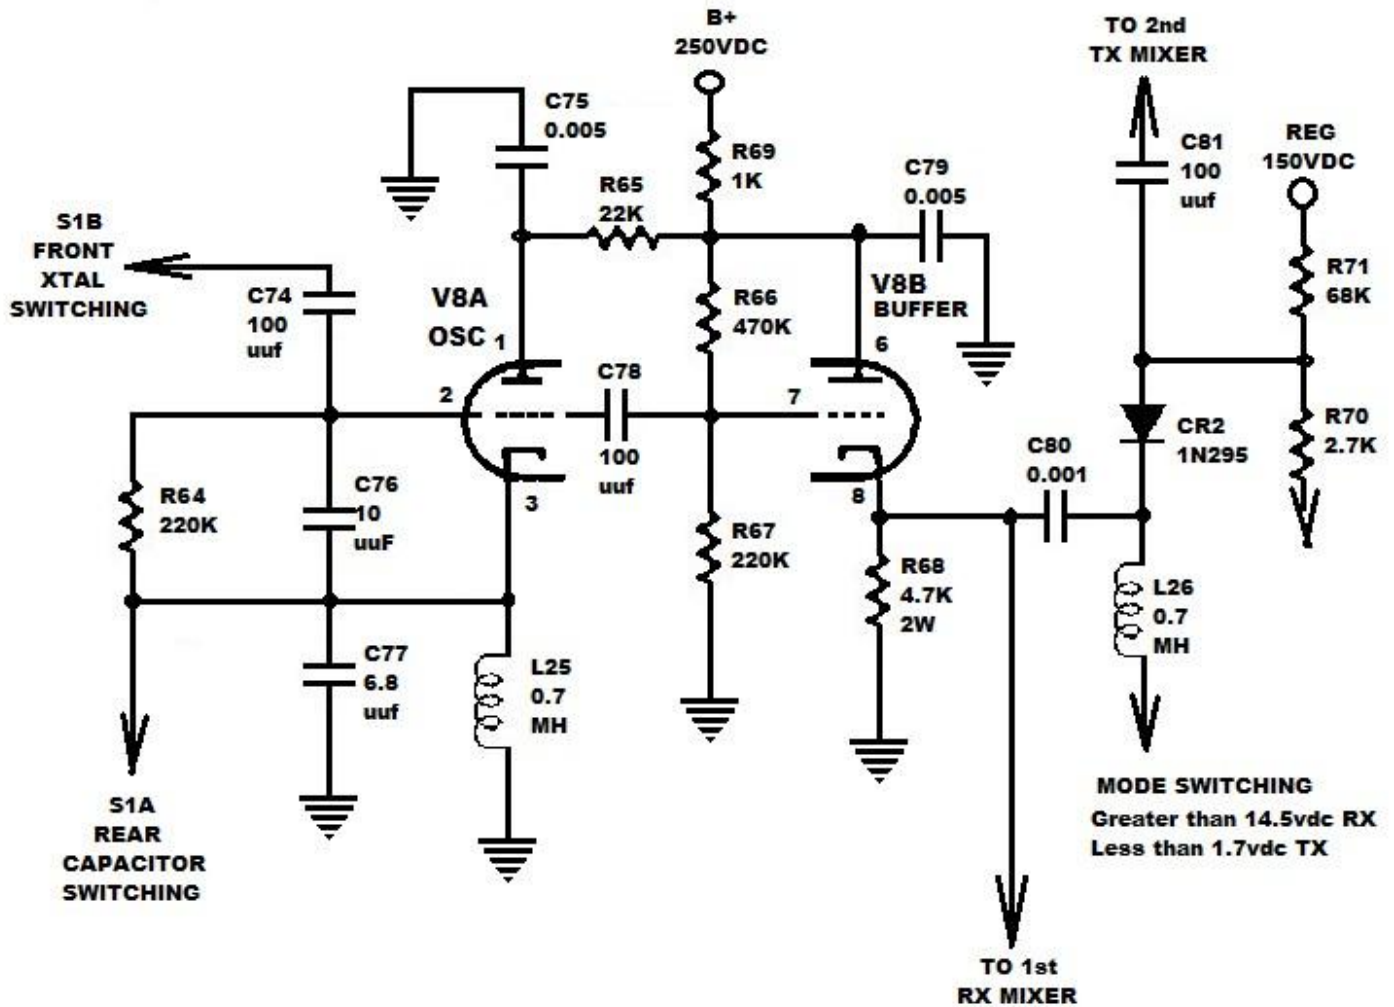 B+
250VDC
TO 2nd
TX MIXER
C75
0.005
R69
1K
C79
0.005
C81
100
uuf
REG
150VDC
R65
22K
S1B
FRONT
XTAL
SWITCHING
C74
100
uuf
V8A
OSC
1
R66
470K
V8B
BUFFER
6
R71
68K
2
C78
100
uuf
7
R70
2.7K
CR2
1N295
C80
0.001
3
8
R64
220K
C76
10
uuF
R67
220K
R68
4.7K
2W
L26
0.7
MH
C77
6.8
uuf
L25
0.7
MH
S1A
REAR
CAPACITOR
SWITCHING
MODE SWITCHING
Greater than 14.5vdc RX
Less than 1.7vdc TX
TO 1st
RX MIXER